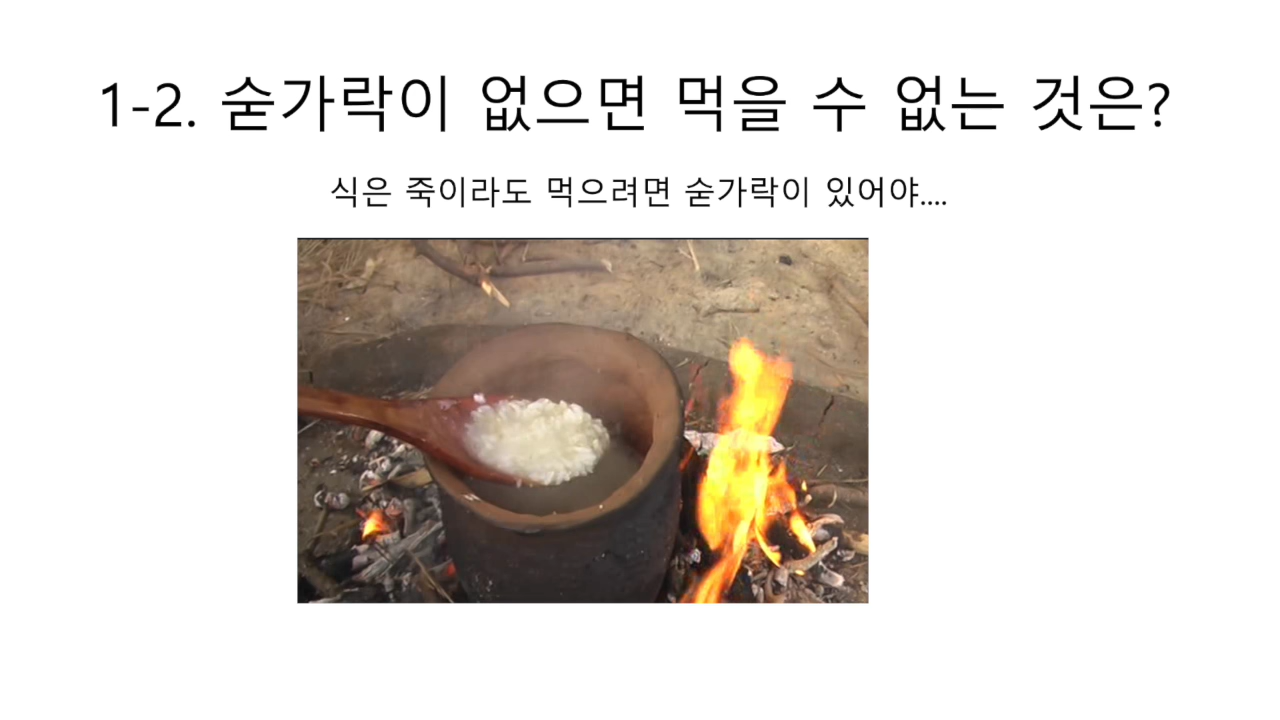 1-2. 숟가락이 없으면 먹을 수 없는 것은?
식은 죽이라도 먹으려면 숟가락이 있어야....